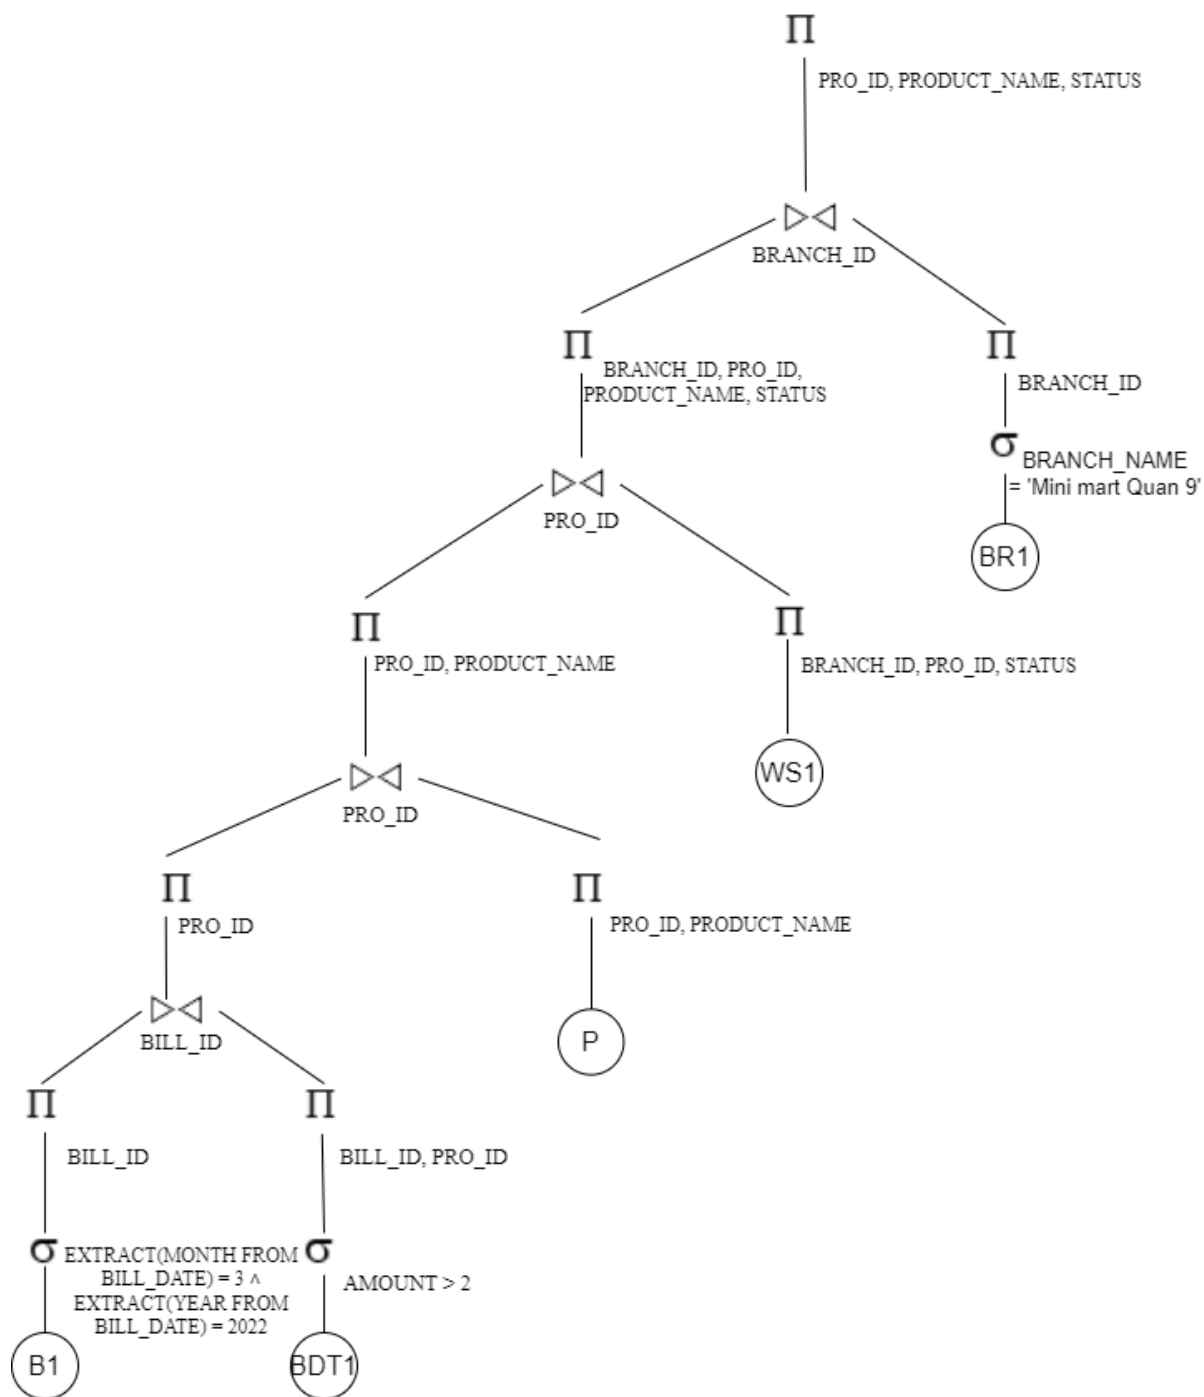 Π
PRO_ID, PRODUCT_NAME, STATUS
▷◁
BRANCH_ID
Π
BRANCH_ID, PRO_ID,
PRODUCT_NAME, STATUS
Π
BRANCH_ID
σ
BRANCH_NAME
= 'Mini mart Quan 9'
BR1
▷◁
PRO_ID
Π
PRO_ID, PRODUCT_NAME
Π
BRANCH_ID, PRO_ID, STATUS
WS1
▷◁
PRO_ID
Π
PRO_ID
Π
PRO_ID, PRODUCT_NAME
P
▷◁
BILL_ID
Π
BILL_ID
Π
BILL_ID, PRO_ID
σ
EXTRACT(MONTH FROM
BILL_DATE) = 3 ∧
EXTRACT(YEAR FROM
BILL_DATE) = 2022
σ
AMOUNT > 2
B1
BDT1